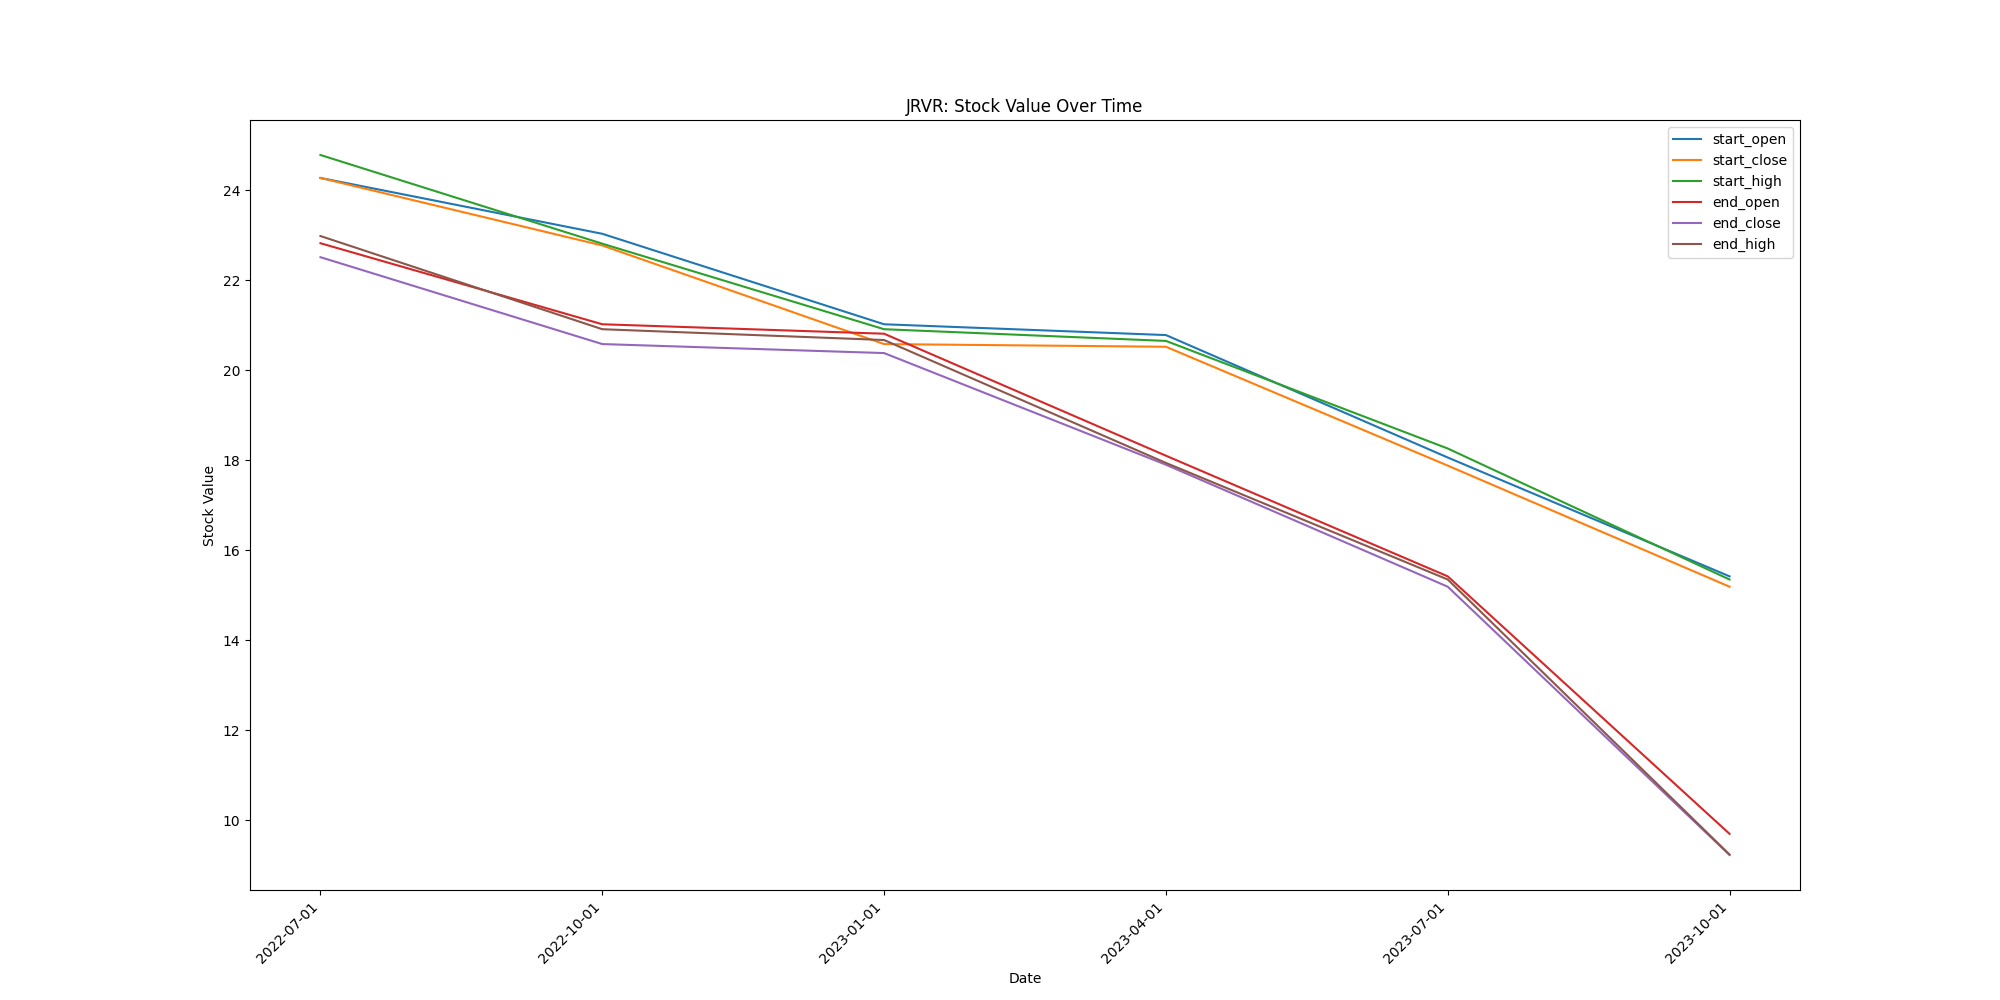 JRVR: Stock Value Over Time
start_open
start_close
start_high
end_open
end_close
end_high
Stock Value
24
22
20
18
16
14
12
10
2022-07-01
2022-10-01
2023-01-01
2023-04-01
2023-07-01
2023-10-01
Date